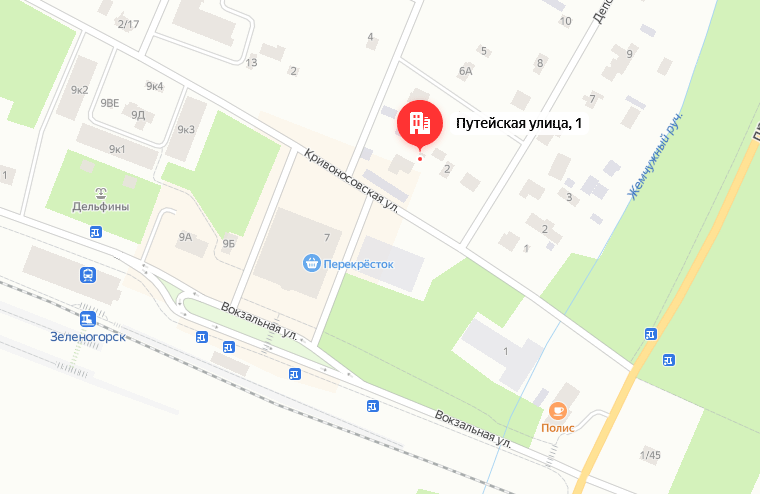 2/17
10
Депо
4
13
2
5
6А
8
9
9к2
9к4
7
9ВЕ
9Д
9к3
Путейская улица, 1
9к1
Кривоносовская ул.
2
Жемчужный руч.
1
Дельфины
3
7
2
9А
9Б
1
Перекрёсток
Вокзальная ул.
Зеленогорск
1
Полис
Вокзальная ул.
1/45